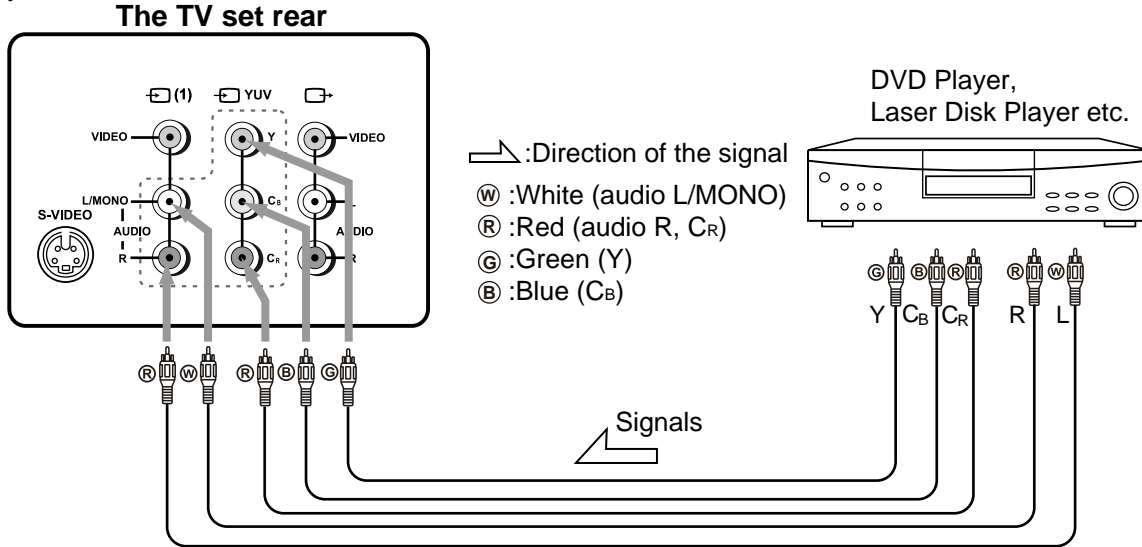 The TV set rear
(1)
YUV
VIDEO
Y
VIDEO
L/MONO
CB
L
S-VIDEO
AUDIO
AUDIO
R
CR
R
DVD Player,
Laser Disk Player etc.
:Direction of the signal
W :White (audio L/MONO)
R :Red (audio R, CR)
G :Green (Y)
B :Blue (CB)
G B R R W
Y CB CR R L
R W R B G
Signals